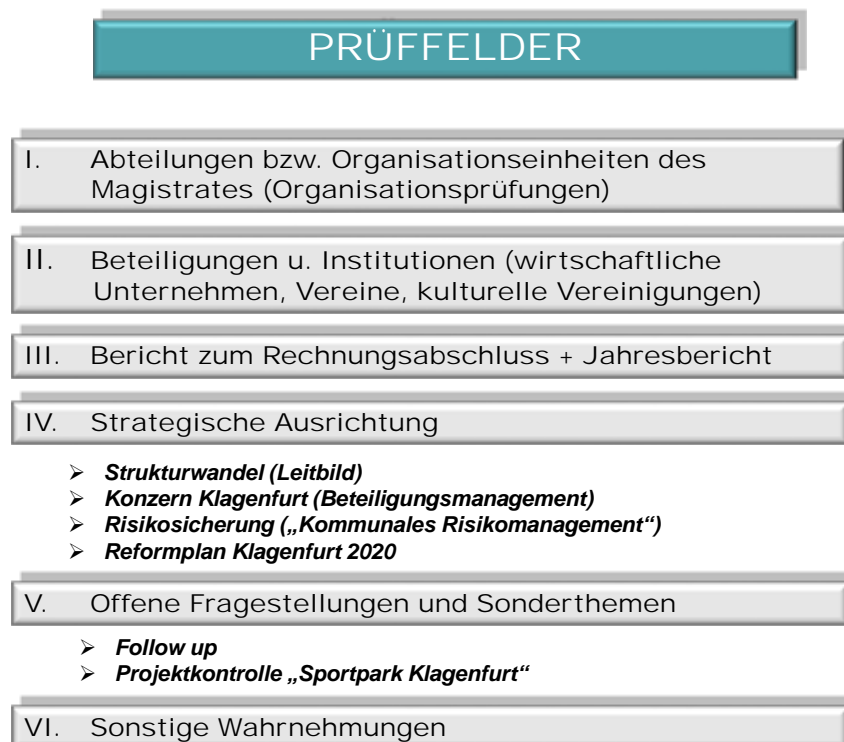 PRÜFFELDER
I. Abteilungen bzw. Organisationseinheiten des
Magistrates (Organisationsprüfungen)
II. Beteiligungen u. Institutionen (wirtschaftliche
Unternehmen, Vereine, kulturelle Vereinigungen)
III. Bericht zum Rechnungsabschluss + Jahresbericht
IV. Strategische Ausrichtung
➢ Strukturwandel (Leitbild)
➢ Konzern Klagenfurt (Beteiligungsmanagement)
➢ Risikosicherung („Kommunales Risikomanagement“)
➢ Reformplan Klagenfurt 2020
V. Offene Fragestellungen und Sonderthemen
➢ Follow up
➢ Projektkontrolle „Sportpark Klagenfurt“
VI. Sonstige Wahrnehmungen